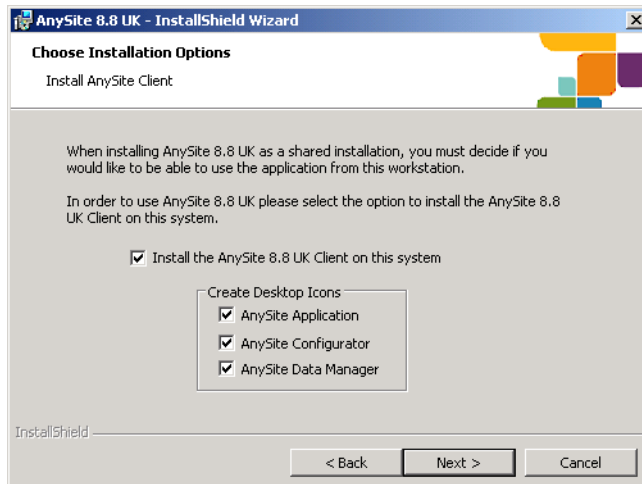 AnySite 8.8 UK - InstallShield Wizard
Choose Installation Options
Install AnySite Client
When installing AnySite 8.8 UK as a shared installation, you must decide if you
would like to be able to use the application from this workstation.
In order to use AnySite 8.8 UK please select the option to install the AnySite 8.8
UK Client on this system.
Install the AnySite 8.8 UK Client on this system
Create Desktop Icons
AnySite Application
AnySite Configurator
AnySite Data Manager
InstallShield
< Back Next > Cancel